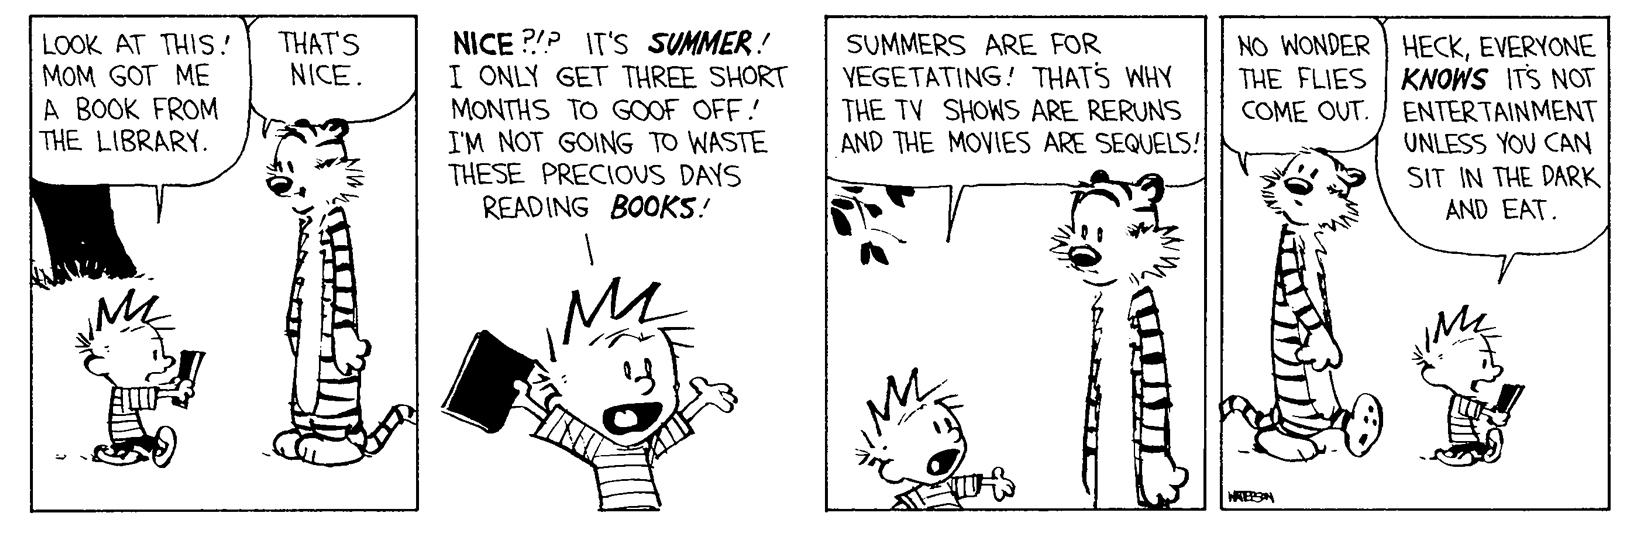 LOOK AT THIS!
MOM GOT ME
A BOOK FROM
THE LIBRARY.
THAT'S
NICE.
NICE?!? IT'S SUMMER!
I ONLY GET THREE SHORT
MONTHS TO GOOF OFF!
I'M NOT GOING TO WASTE
THESE PRECIOUS DAYS
READING BOOKS!
SUMMERS ARE FOR
VEGETATING! THAT'S WHY
THE TV SHOWS ARE RERUNS
AND THE MOVIES ARE SEQUELS!
NO WONDER
THE FLIES
COME OUT.
HECK, EVERYONE
KNOWS IT'S NOT
ENTERTAINMENT
UNLESS YOU CAN
SIT IN THE DARK
AND EAT.
WATTERSON